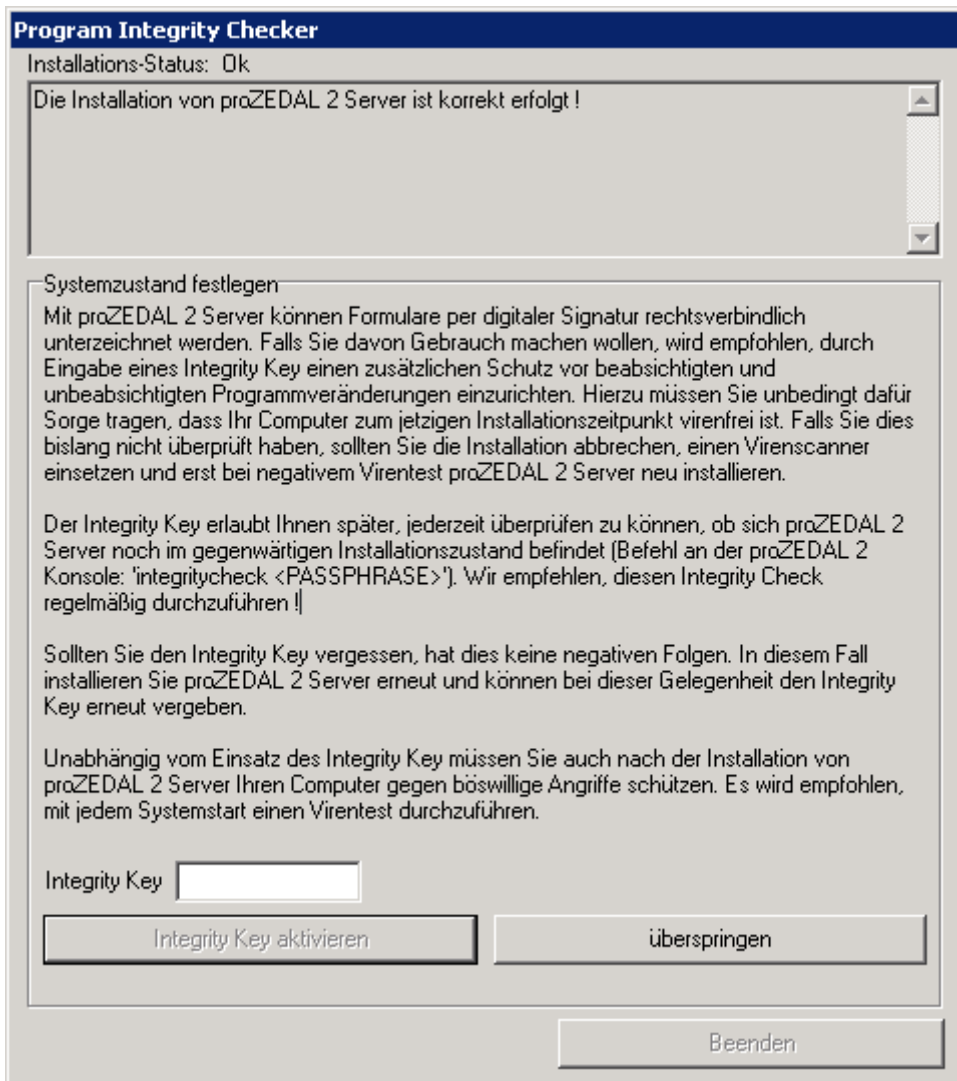 Program Integrity Checker
Installations-Status: Ok
Die Installation von proZEDAL 2 Server ist korrekt erfolgt !
Systemzustand festlegen
Mit proZEDAL 2 Server können Formulare per digitaler Signatur rechtsverbindlich
unterzeichnet werden. Falls Sie davon Gebrauch machen wollen, wird empfohlen, durch
Eingabe eines Integrity Key einen zusätzlichen Schutz vor beabsichtigten und
unbeabsichtigten Programmveränderungen einzurichten. Hierzu müssen Sie unbedingt dafür
Sorge tragen, dass Ihr Computer zum jetzigen Installationszeitpunkt virenfrei ist. Falls Sie dies
bislang nicht überprüft haben, sollten Sie die Installation abbrechen, einen Virenscanner
einsetzen und erst bei negativem Virentest proZEDAL 2 Server neu installieren.
Der Integrity Key erlaubt Ihnen später, jederzeit überprüfen zu können, ob sich proZEDAL 2
Server noch im gegenwärtigen Installationszustand befindet (Befehl an der proZEDAL 2
Konsole: 'integritycheck <PASSPHRASE>'). Wir empfehlen, diesen Integrity Check
regelmäßig durchzuführen !
Sollten Sie den Integrity Key vergessen, hat dies keine negativen Folgen. In diesem Fall
installieren Sie proZEDAL 2 Server erneut und können bei dieser Gelegenheit den Integrity
Key erneut vergeben.
Unabhängig vom Einsatz des Integrity Key müssen Sie auch nach der Installation von
proZEDAL 2 Server Ihren Computer gegen böswillige Angriffe schützen. Es wird empfohlen,
mit jedem Systemstart einen Virentest durchzuführen.
Integrity Key
Integrity Key aktivieren
überspringen
Beenden